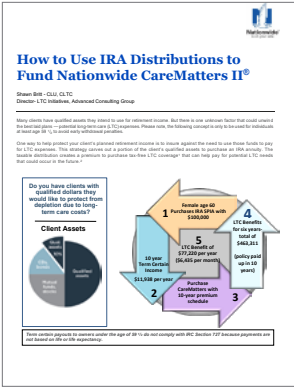 Nationwide
How to Use IRA Distributions to
Fund Nationwide CareMatters II®
Shawn Britt - CLU, CLTC
Director- LTC Initiatives, Advanced Consulting Group
Many clients have qualified assets they intend to use for retirement income. But there is one unknown factor that could unwind
the best laid plans — potential long-term care (LTC) expenses. Please note, the following concept is only to be used for individuals
at least age 59 ½ to avoid early withdrawal penalties.
One way to help protect your client's planned retirement income is to insure against the need to use those funds to pay
for LTC expenses. This strategy carves out a portion of the client's qualified assets to purchase an IRA annuity. The
taxable distribution creates a premium to purchase tax-free LTC coverage that can help pay for potential LTC needs
that could occur in the future.
Do you have clients with
qualified dollars they
would like to protect from
depletion due to long-
term care costs?
Client Assets
Qualified
assets
Mutual
funds
1
Female age 60
Purchases IRA SPIA with
$100,000
10 year
Term Certain
Income
$11,938 per year
2
Purchase
CareMatters with
10-year premium
schedule
3
4
LTC Benefits
for six years-
total of
$463,311
(policy paid
up in 10
years)
5
LTC Benefit of
$77,220 per year
($6,435 per month)
Term certain payouts to owners under the age of 59 ½ do not comply with IRC Section 72t because payments are
not based on life or life expectancy.